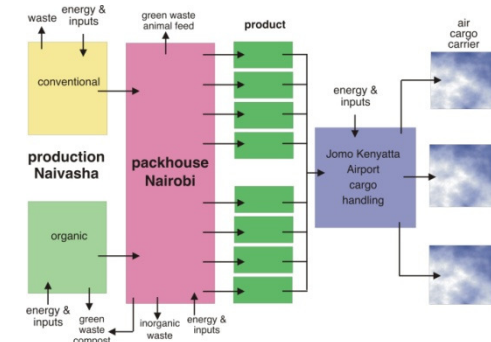 waste
energy &
inputs
green waste
animal feed
product
air
cargo
carrier
conventional
energy &
inputs
production
Naivasha
packhouse
Nairobi
Jomo Kenyatta
Airport
cargo
handling
organic
energy &
inputs
green
waste
compost
inorganic
waste
energy &
inputs